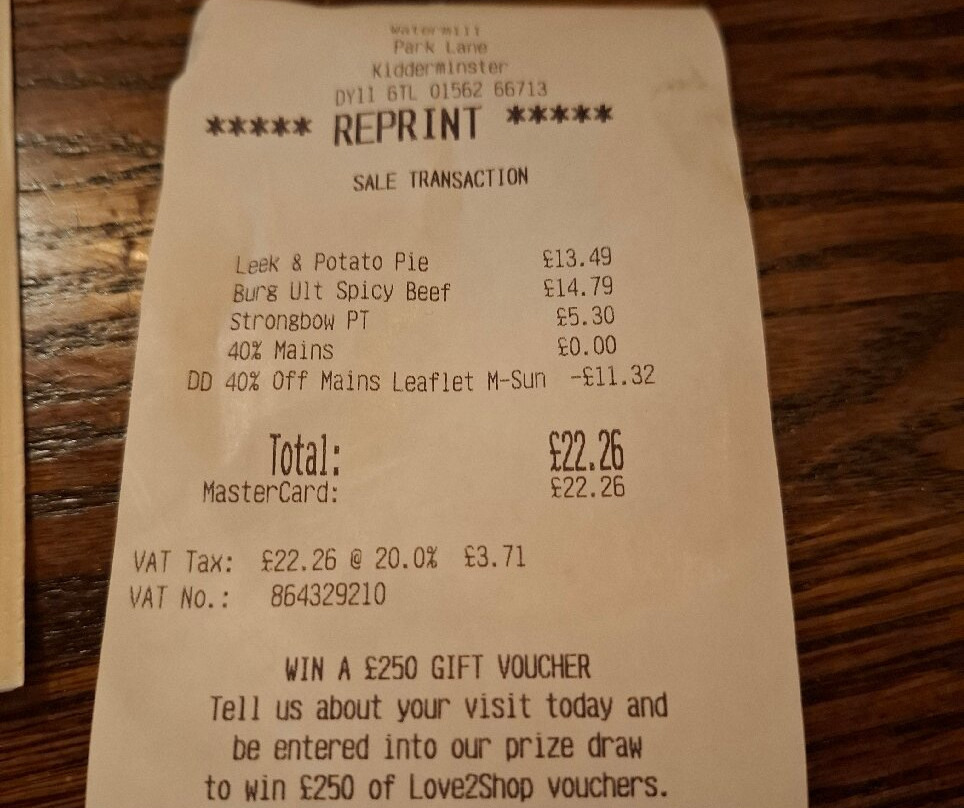 Watermill
Park Lane
Kidderminster
DY11 6TL 01562 66713
***** REPRINT *****
SALE TRANSACTION
Leek & Potato Pie £13.49
Burg Ult Spicy Beef £14.79
Strongbow PT £5.30
40% Mains £0.00
DD 40% Off Mains Leaflet M-Sun -£11.32
Total: £22.26
MasterCard: £22.26
VAT Tax: £22.26 @ 20.0% £3.71
VAT No.: 864329210
WIN A £250 GIFT VOUCHER
Tell us about your visit today and
be entered into our prize draw
to win £250 of Love2Shop vouchers.